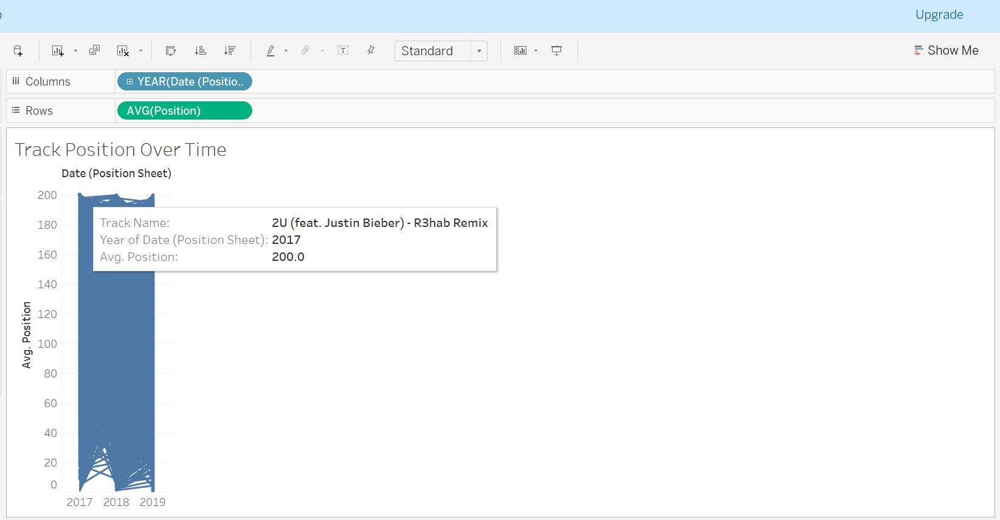 Upgrade
Standard
Show Me
Columns
YEAR(Date (Positio..
Rows
AVG(Position)
Track Position Over Time
Date (Position Sheet)
200
180
160
140
120
100
80
60
40
20
0
Avg. Position
Track Name: 2U (feat. Justin Bieber) - R3hab Remix
Year of Date (Position Sheet): 2017
Avg. Position: 200.0
2017 2018 2019